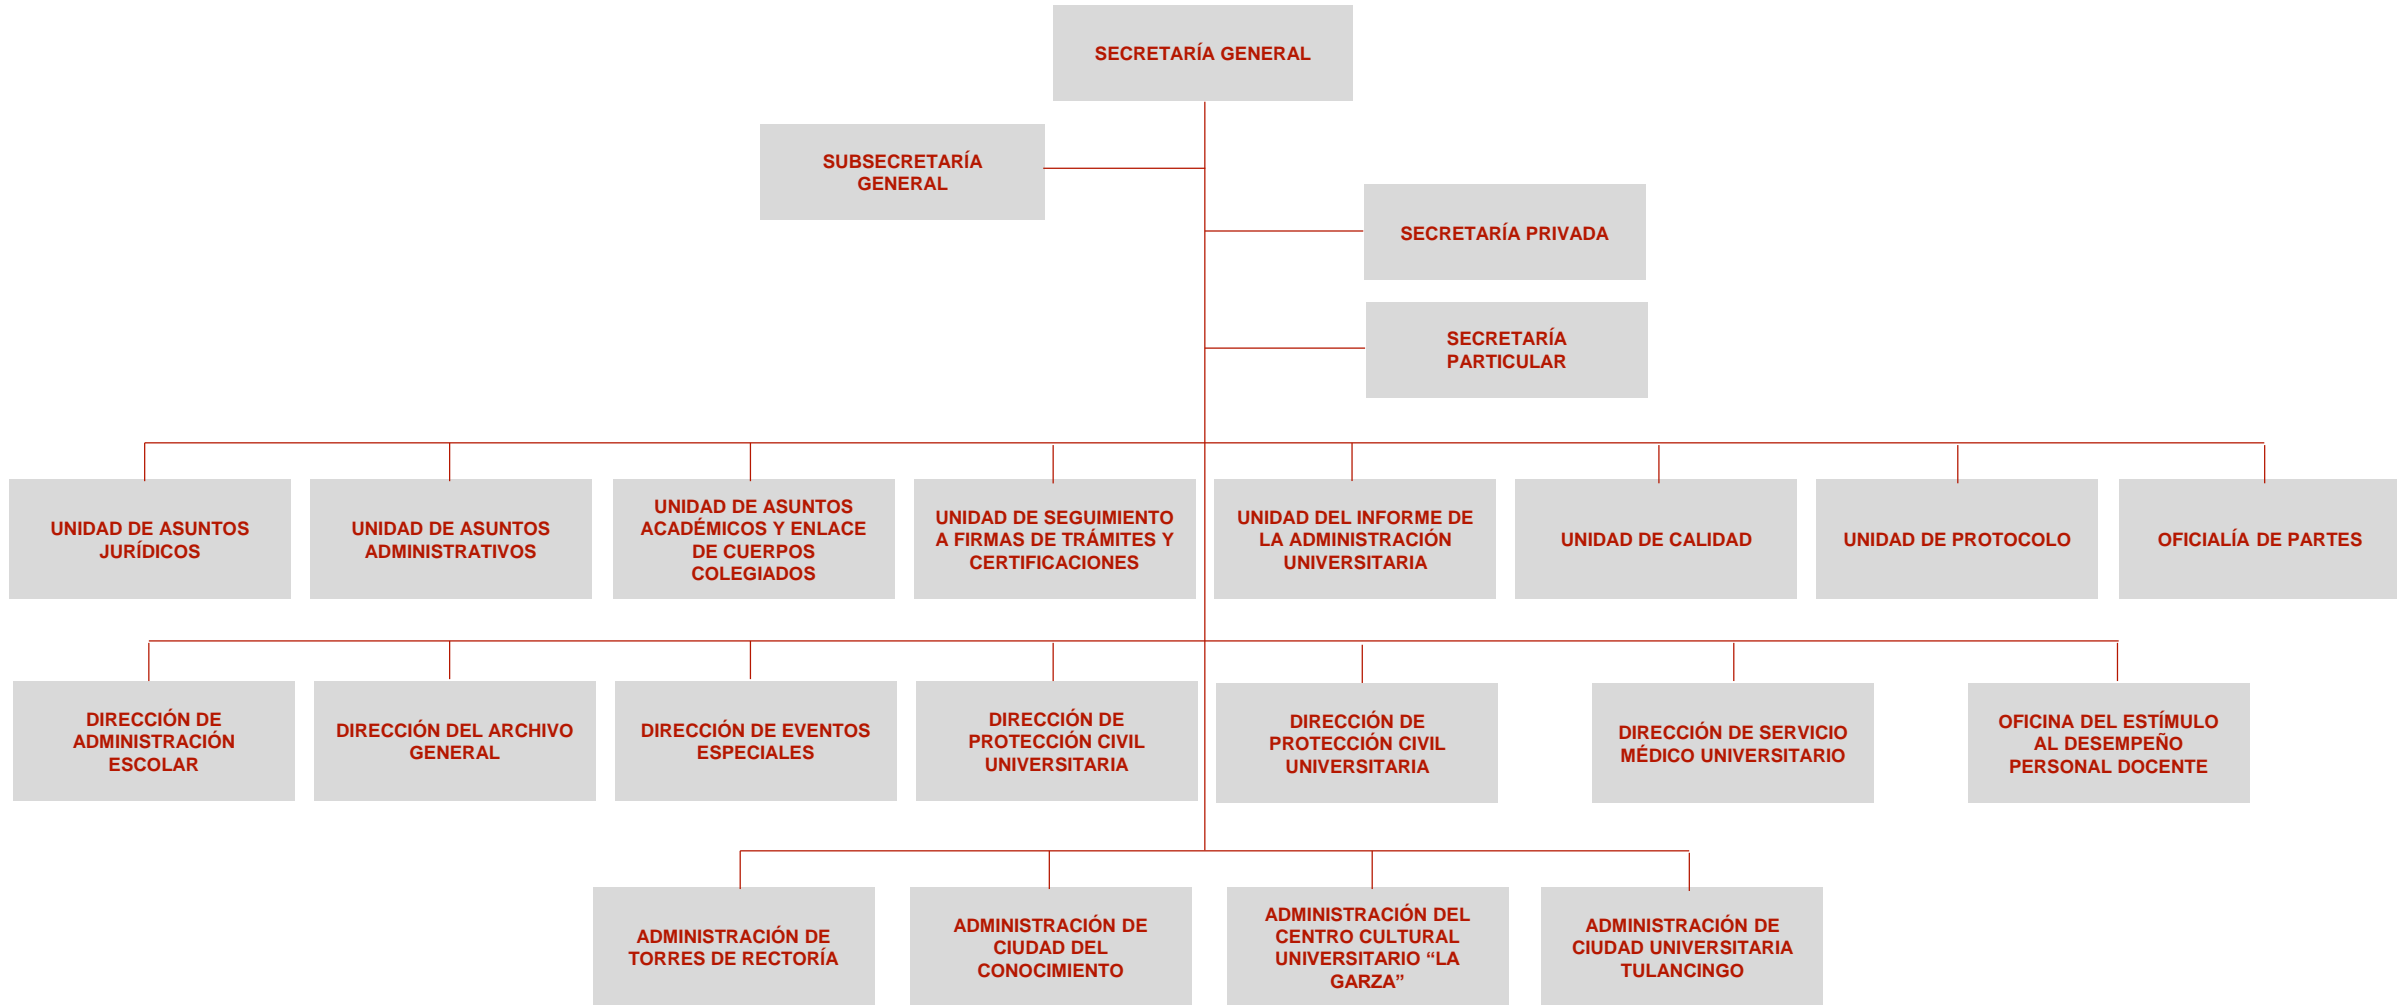 SECRETARÍA GENERAL
SUBSECRETARÍA
GENERAL
SECRETARÍA PRIVADA
SECRETARÍA
PARTICULAR
UNIDAD DE ASUNTOS
JURÍDICOS
UNIDAD DE ASUNTOS
ADMINISTRATIVOS
UNIDAD DE ASUNTOS
ACADÉMICOS Y ENLACE
DE CUERPOS
COLEGIADOS
UNIDAD DE SEGUIMIENTO
A FIRMAS DE TRÁMITES Y
CERTIFICACIONES
UNIDAD DEL INFORME DE
LA ADMINISTRACIÓN
UNIVERSITARIA
UNIDAD DE CALIDAD
UNIDAD DE PROTOCOLO
OFICIALÍA DE PARTES
DIRECCIÓN DE
ADMINISTRACIÓN
ESCOLAR
DIRECCIÓN DEL ARCHIVO
GENERAL
DIRECCIÓN DE EVENTOS
ESPECIALES
DIRECCIÓN DE
PROTECCIÓN CIVIL
UNIVERSITARIA
DIRECCIÓN DE
PROTECCIÓN CIVIL
UNIVERSITARIA
DIRECCIÓN DE SERVICIO
MÉDICO UNIVERSITARIO
OFICINA DEL ESTÍMULO
AL DESEMPEÑO
PERSONAL DOCENTE
ADMINISTRACIÓN DE
TORRES DE RECTORÍA
ADMINISTRACIÓN DE
CIUDAD DEL
CONOCIMIENTO
ADMINISTRACIÓN DEL
CENTRO CULTURAL
UNIVERSITARIO “LA
GARZA”
ADMINISTRACIÓN DE
CIUDAD UNIVERSITARIA
TULANCINGO